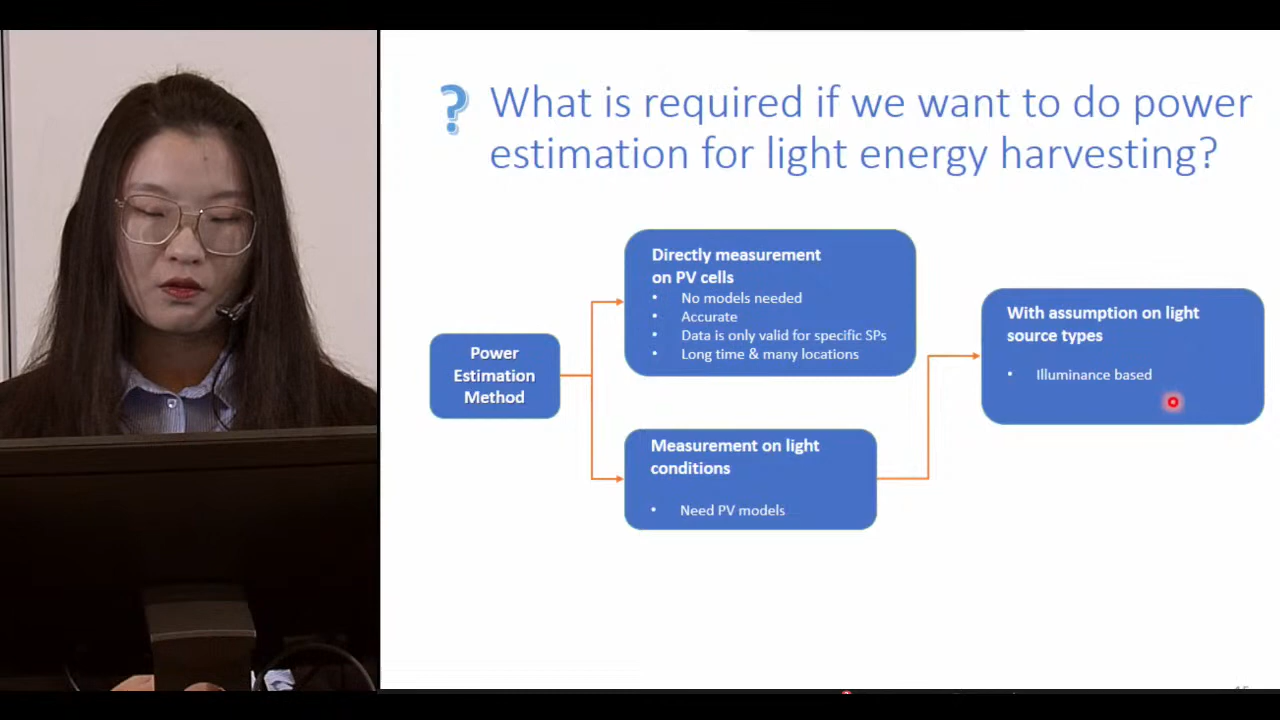 ? What is required if we want to do power
estimation for light energy harvesting?
Power
Estimation
Method
Directly measurement
on PV cells
• No models needed
• Accurate
• Data is only valid for specific SPs
• Long time & many locations
Measurement on light
conditions
• Need PV models
With assumption on light
source types
• Illuminance based